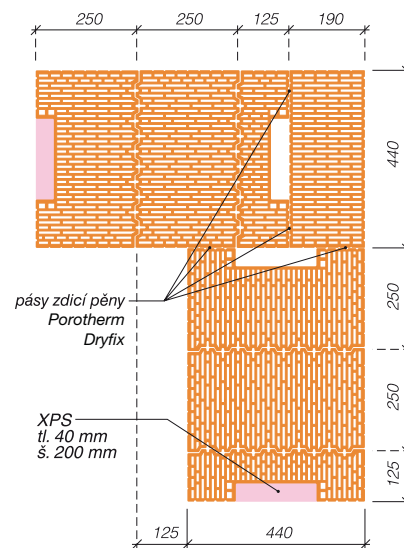 250 250 125 190
440
250
pásy zdicí pěny
Porotherm
Dryfix
250
XPS
tl. 40 mm
š. 200 mm
125
125 440